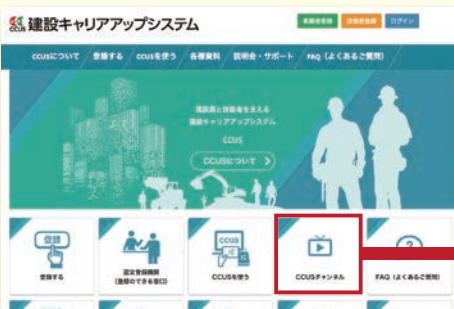 CCUS 建設キャリアアップシステム
事業者登録 技能者登録 ログイン
CCUSについて 登録する CCUSを使う 各種資料 説明会・サポート FAQ（よくあるご質問）
建設業と技能者を支える
建設キャリアアップシステム
CCUS
CCUSについて
登録
CCUS
?
登録する
認定登録機関
（登録のできる窓口）
CCUSを使う
CCUSチャンネル
FAQ（よくあるご質問）